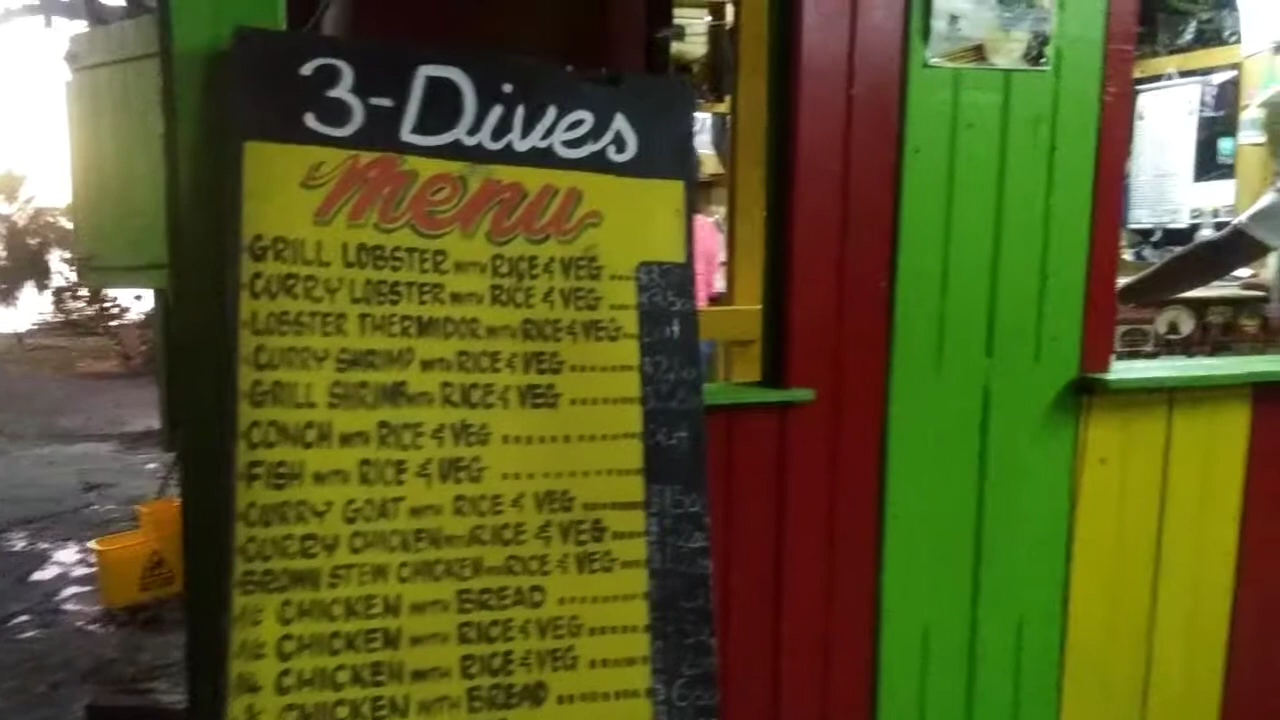 3-Dives
Menu
GRILL LOBSTER WITH RICE & VEG ....
CURRY LOBSTER WITH RICE & VEG ....
LOBSTER THERMIDOR WITH RICE & VEG...
CURRY SHRIMP WITH RICE & VEG ........
GRILL SHRIMP WITH RICE & VEG ........
CONCH WITH RICE & VEG ................
FISH WITH RICE & VEG ................
CURRY GOAT WITH RICE & VEG ........
CURRY CHICKEN WITH RICE & VEG .....
BROWN STEW CHICKEN WITH RICE & VEG....
CHICKEN WITH BREAD ..........
CHICKEN WITH RICE & VEG .......
CHICKEN WITH RICE & VEG .......
CHICKEN WITH BREAD ..........